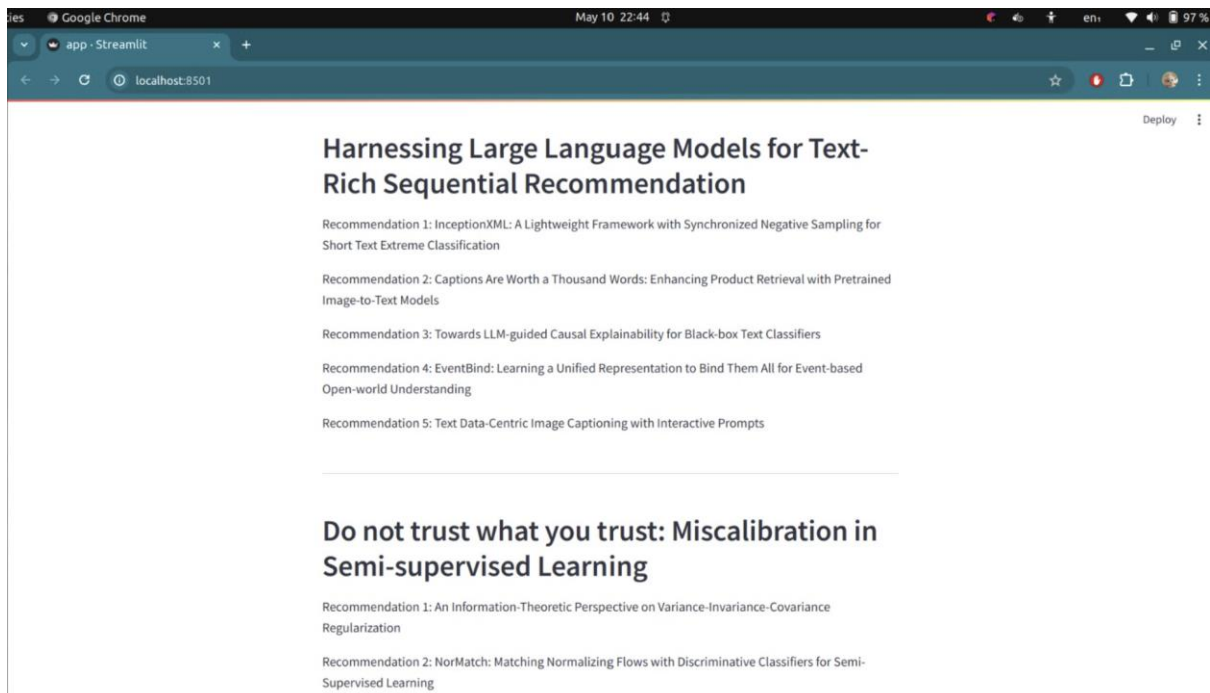 ies Google Chrome May 10 22:44 en₁ 97 %
app · Streamlit
localhost:8501
Deploy
Harnessing Large Language Models for Text-
Rich Sequential Recommendation
Recommendation 1: InceptionXML: A Lightweight Framework with Synchronized Negative Sampling for
Short Text Extreme Classification
Recommendation 2: Captions Are Worth a Thousand Words: Enhancing Product Retrieval with Pretrained
Image-to-Text Models
Recommendation 3: Towards LLM-guided Causal Explainability for Black-box Text Classifiers
Recommendation 4: EventBind: Learning a Unified Representation to Bind Them All for Event-based
Open-world Understanding
Recommendation 5: Text Data-Centric Image Captioning with Interactive Prompts
Do not trust what you trust: Miscalibration in
Semi-supervised Learning
Recommendation 1: An Information-Theoretic Perspective on Variance-Invariance-Covariance
Regularization
Recommendation 2: NorMatch: Matching Normalizing Flows with Discriminative Classifiers for Semi-
Supervised Learning